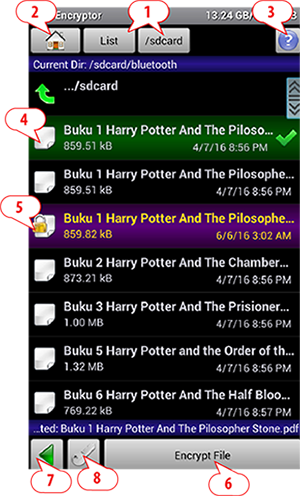 2 1 3
Encryptor 13:24 GB/
List /sdcard ?
Current Dir: /sdcard/bluetooth
.../sdcard
4 Buku 1 Harry Potter And The Piloso...
859.51 kB 4/7/16 8:56 PM
Buku 1 Harry Potter And The Pilosophe...
859.51 kB 4/7/16 8:56 PM
5 Buku 1 Harry Potter And The Pilosophe...
859.82 kB 6/6/16 3:02 AM
Buku 2 Harry Potter And The Chamber...
873.21 kB 4/7/16 8:56 PM
Buku 3 Harry Potter And The Prisioner...
1.00 MB 4/7/16 8:56 PM
Buku 5 Harry Potter and the Order of th...
1.32 MB 4/7/16 8:56 PM
Buku 6 Harry Potter And The Half Bloo...
769.22 kB 4/7/16 8:57 PM
...ted: Buku 1 Harry Potter And The Pilosopher Stone.pdf
Encrypt File
7 8 6